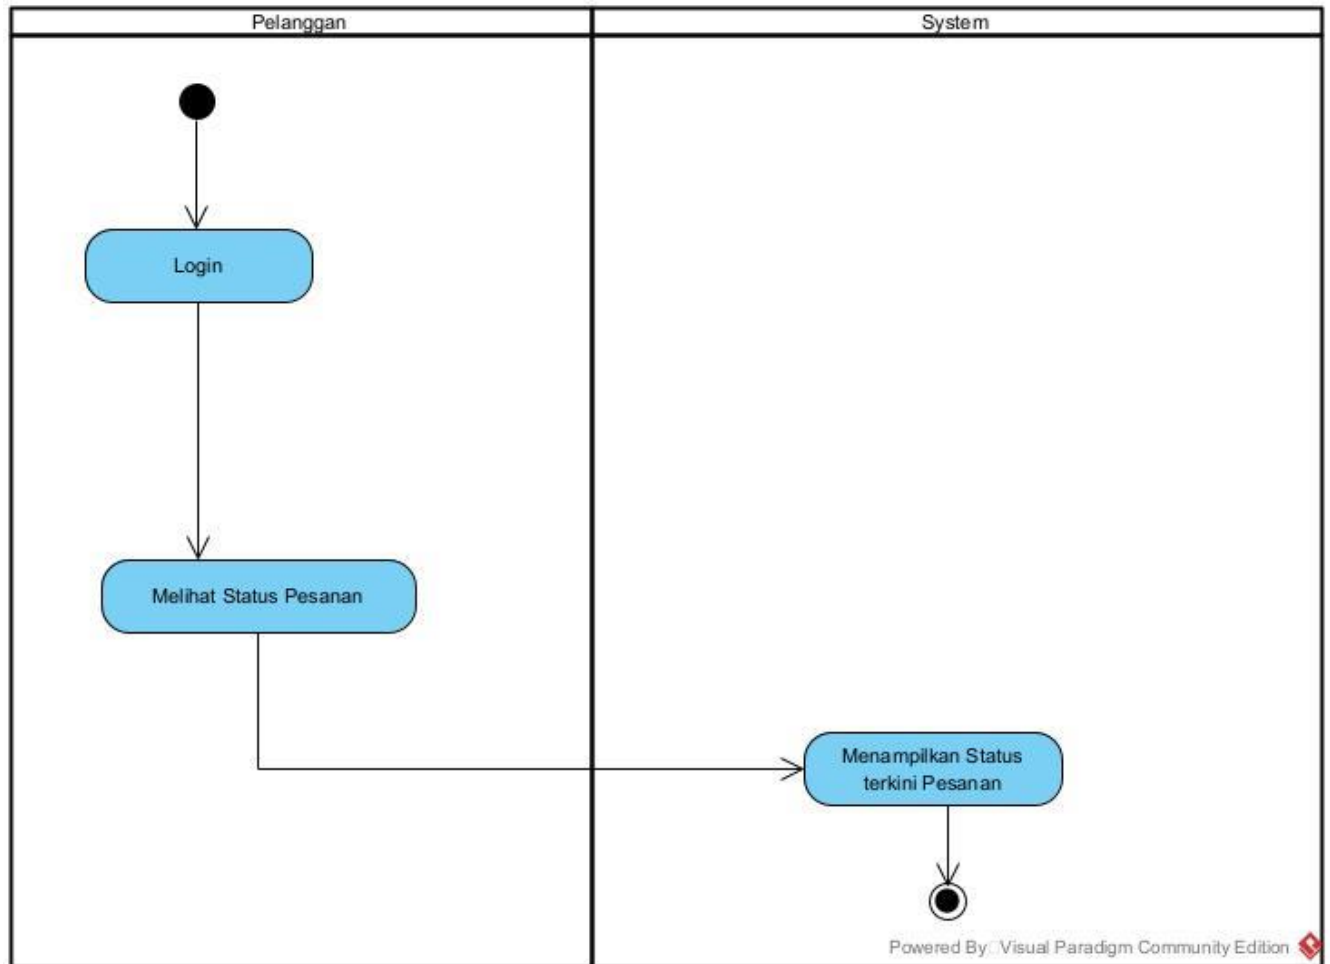 Pelanggan
System
Login
Melihat Status Pesanan
Menampilkan Status
terkini Pesanan
Powered By Visual Paradigm Community Edition